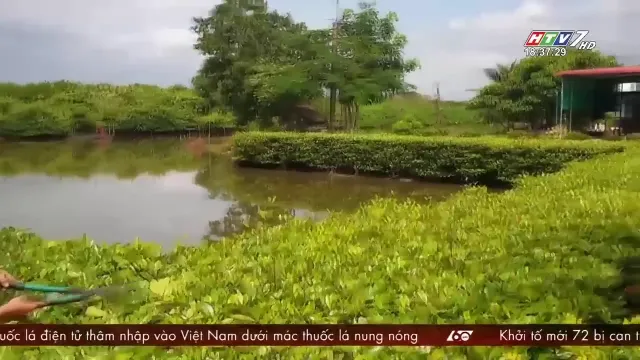 HTV7 HD
18:37:29
uốc lá điện tử thâm nhập vào Việt Nam dưới mác thuốc lá nung nóng Khởi tố mới 72 bị can t